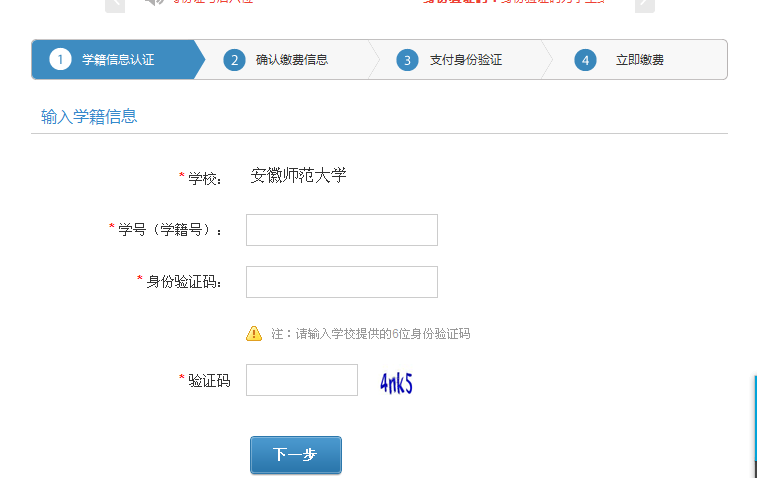 1 学籍信息认证 2 确认缴费信息 3 支付身份验证 4 立即缴费
输入学籍信息
* 学校： 安徽师范大学
* 学号（学籍号）：
* 身份验证码：
注：请输入学校提供的6位身份验证码
* 验证码 4nk5
下一步